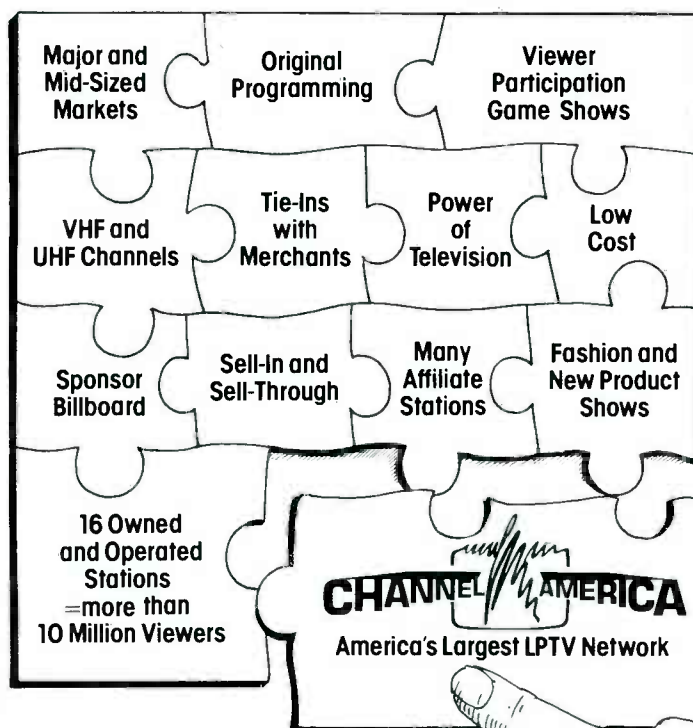 Major and
Mid-Sized
Markets
Original
Programming
Viewer
Participation
Game Shows
VHF and
UHF Channels
Tie-Ins
with
Merchants
Power
of
Television
Low
Cost
Sponsor
Billboard
Sell-In and
Sell-Through
Many
Affiliate
Stations
Fashion and
New Product
Shows
16 Owned
and Operated
Stations
=more than
10 Million Viewers
CHANNEL AMERICA
America's Largest LPTV Network